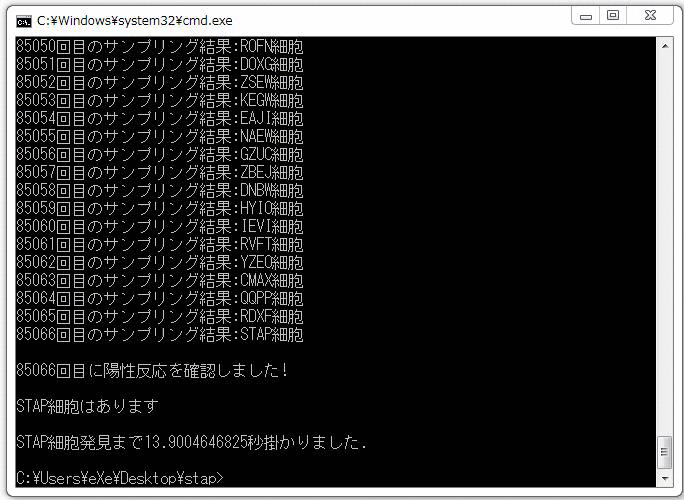 C:¥Windows¥system32¥cmd.exe
85050回目のサンプリング結果:ROFN細胞
85051回目のサンプリング結果:DOXG細胞
85052回目のサンプリング結果:ZSEW細胞
85053回目のサンプリング結果:KEGW細胞
85054回目のサンプリング結果:EAJI細胞
85055回目のサンプリング結果:NAEW細胞
85056回目のサンプリング結果:GZUC細胞
85057回目のサンプリング結果:ZBEJ細胞
85058回目のサンプリング結果:DNBW細胞
85059回目のサンプリング結果:HYIO細胞
85060回目のサンプリング結果:IEVI細胞
85061回目のサンプリング結果:RVFT細胞
85062回目のサンプリング結果:YZEO細胞
85063回目のサンプリング結果:CMAX細胞
85064回目のサンプリング結果:QQPP細胞
85065回目のサンプリング結果:RDXF細胞
85066回目のサンプリング結果:STAP細胞
85066回目に陽性反応を確認しました!
STAP細胞はあります
STAP細胞発見まで13.9004646825秒掛かりました.
C:¥Users¥eXe¥Desktop¥stap>